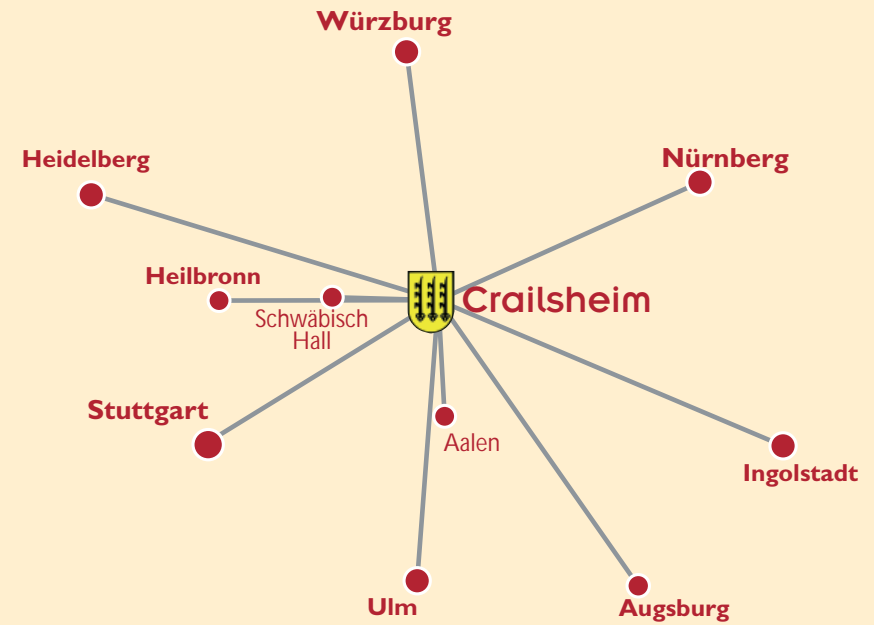 Würzburg
Heidelberg
Nürnberg
Heilbronn
Crailsheim
Schwäbisch
Hall
Stuttgart
Aalen
Ingolstadt
Ulm
Augsburg